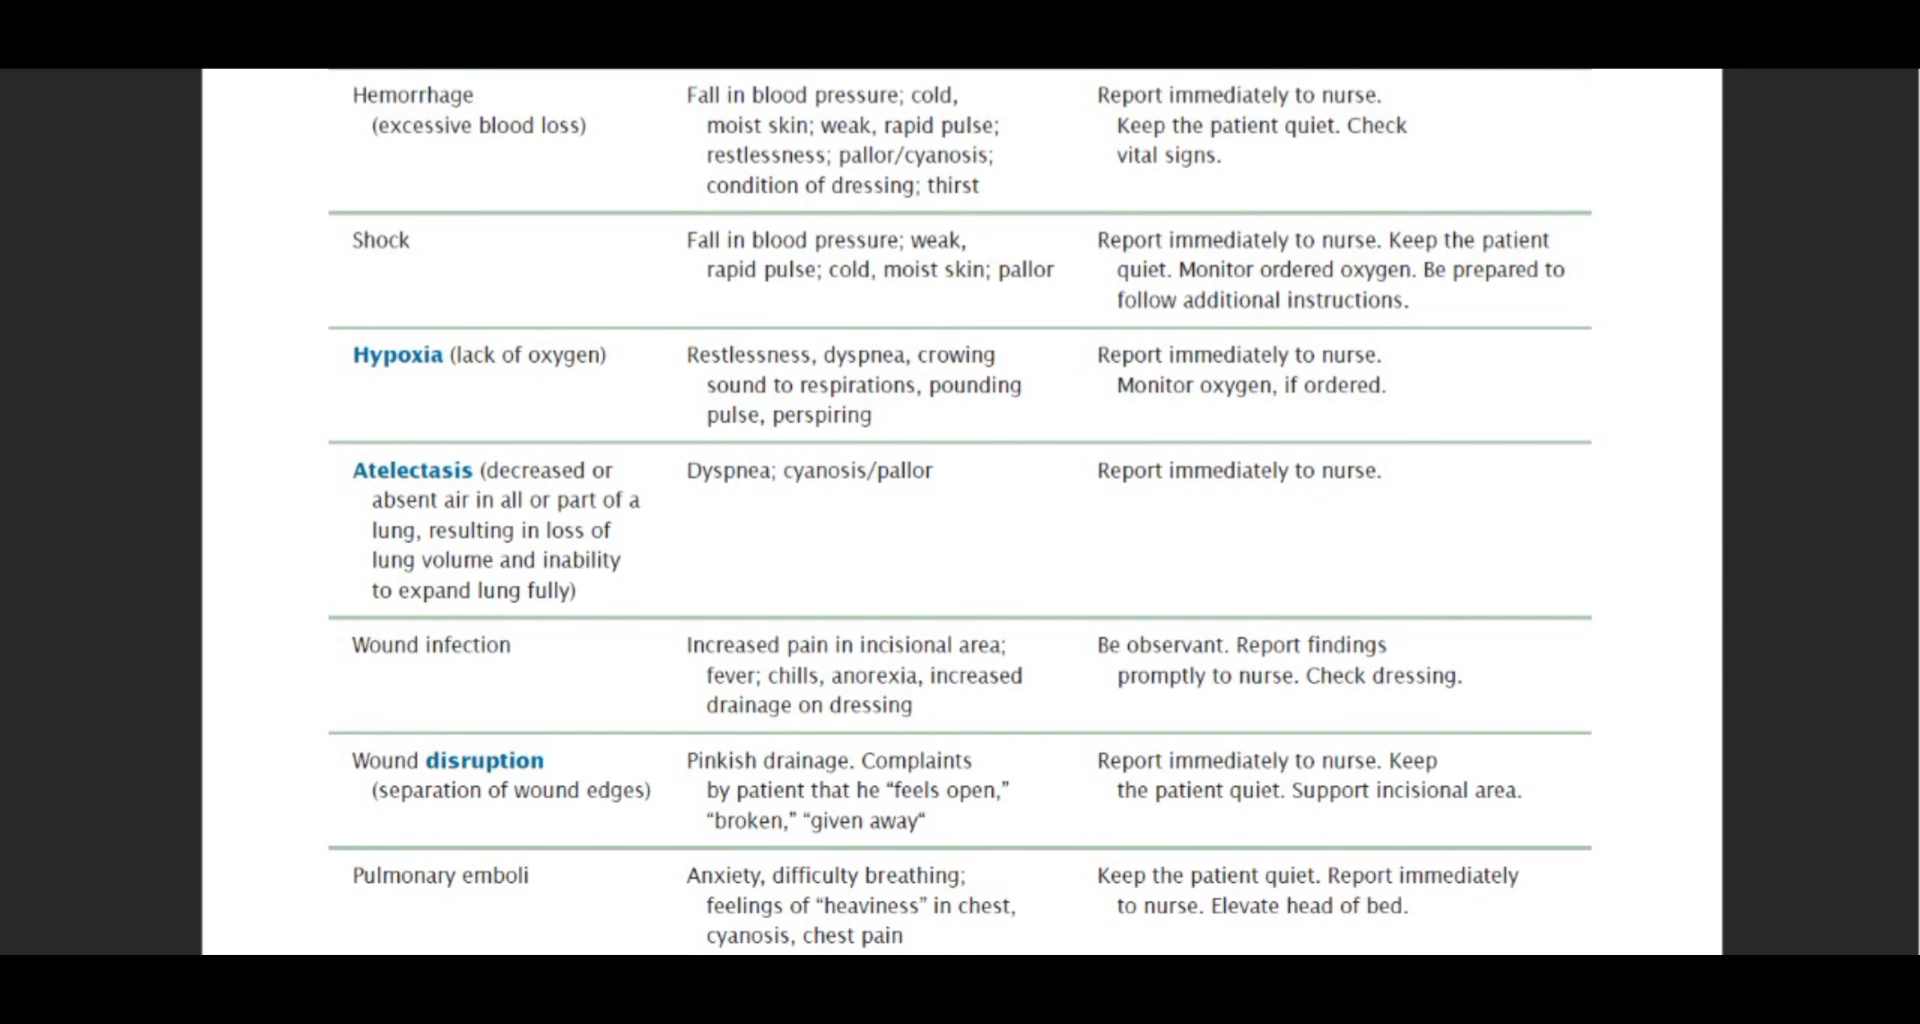 Hemorrhage
(excessive blood loss)
Fall in blood pressure; cold,
moist skin; weak, rapid pulse;
restlessness; pallor/cyanosis;
condition of dressing; thirst
Report immediately to nurse.
Keep the patient quiet. Check
vital signs.
Shock
Fall in blood pressure; weak,
rapid pulse; cold, moist skin; pallor
Report immediately to nurse. Keep the patient
quiet. Monitor ordered oxygen. Be prepared to
follow additional instructions.
Hypoxia (lack of oxygen)
Restlessness, dyspnea, crowing
sound to respirations, pounding
pulse, perspiring
Report immediately to nurse.
Monitor oxygen, if ordered.
Atelectasis (decreased or
absent air in all or part of a
lung, resulting in loss of
lung volume and inability
to expand lung fully)
Dyspnea; cyanosis/pallor
Report immediately to nurse.
Wound infection
Increased pain in incisional area;
fever; chills, anorexia, increased
drainage on dressing
Be observant. Report findings
promptly to nurse. Check dressing.
Wound disruption
(separation of wound edges)
Pinkish drainage. Complaints
by patient that he “feels open,”
“broken,” “given away“
Report immediately to nurse. Keep
the patient quiet. Support incisional area.
Pulmonary emboli
Anxiety, difficulty breathing;
feelings of “heaviness” in chest,
cyanosis, chest pain
Keep the patient quiet. Report immediately
to nurse. Elevate head of bed.